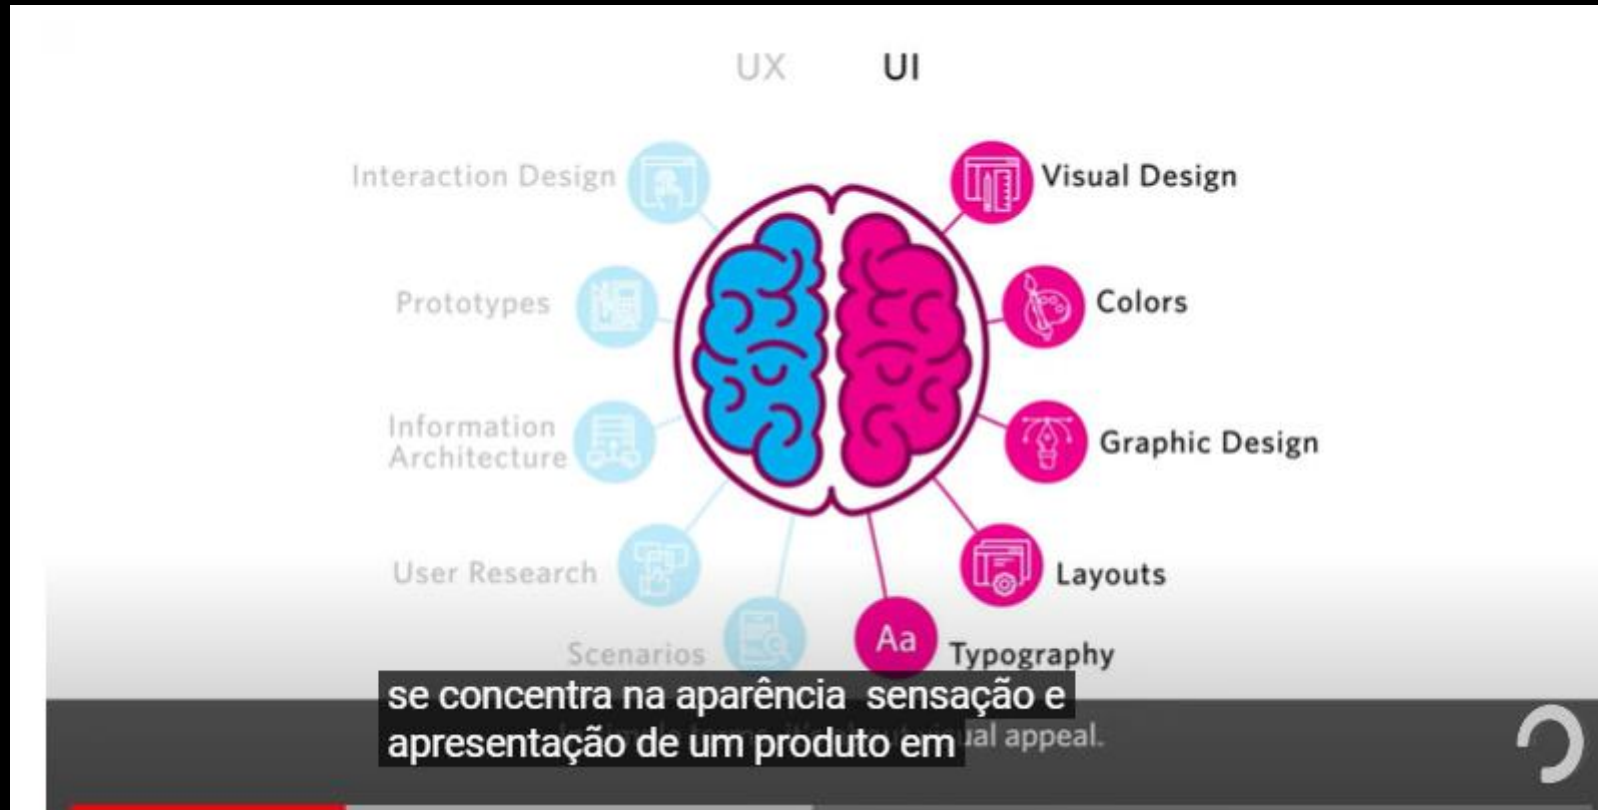 UX
UI
Interaction Design
Visual Design
Prototypes
Colors
Information
Architecture
Graphic Design
User Research
Layouts
Scenarios
Aa
Typography
se concentra na aparência sensação e
apresentação de um produto em
appeal.